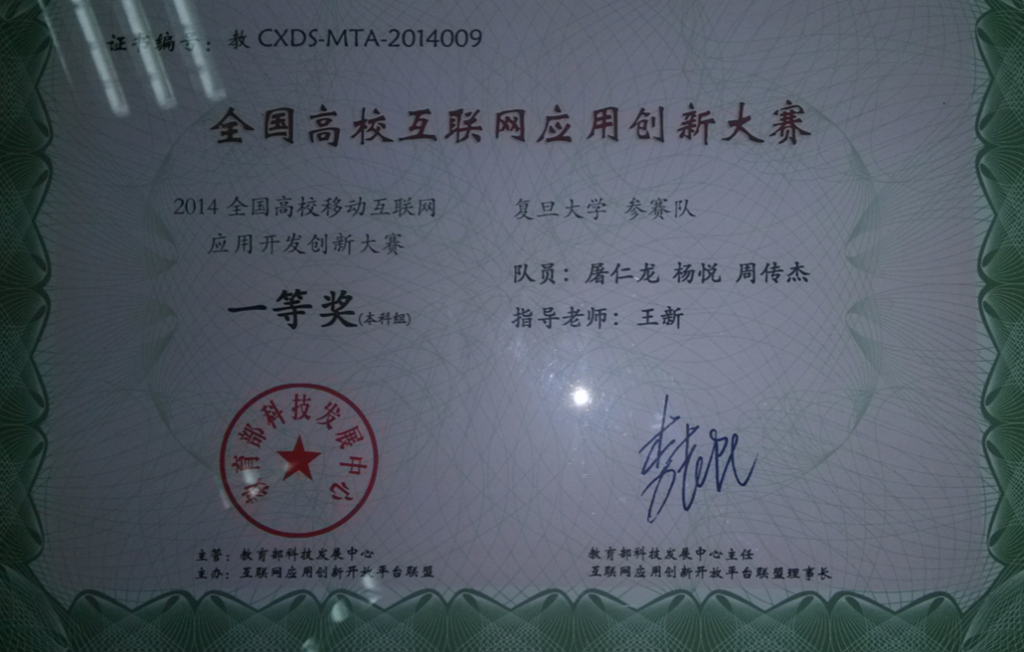 证书编号：教 CXDS-MTA-2014009
全国高校互联网应用创新大赛
2014 全国高校移动互联网
应用开发创新大赛
一等奖(本科组)
复旦大学 参赛队
队员：屠仁龙 杨悦 周传杰
指导老师：王新
教育部科技发展中心
主管：教育部科技发展中心
主办：互联网应用创新开放平台联盟
教育部科技发展中心主任
互联网应用创新开放平台联盟理事长